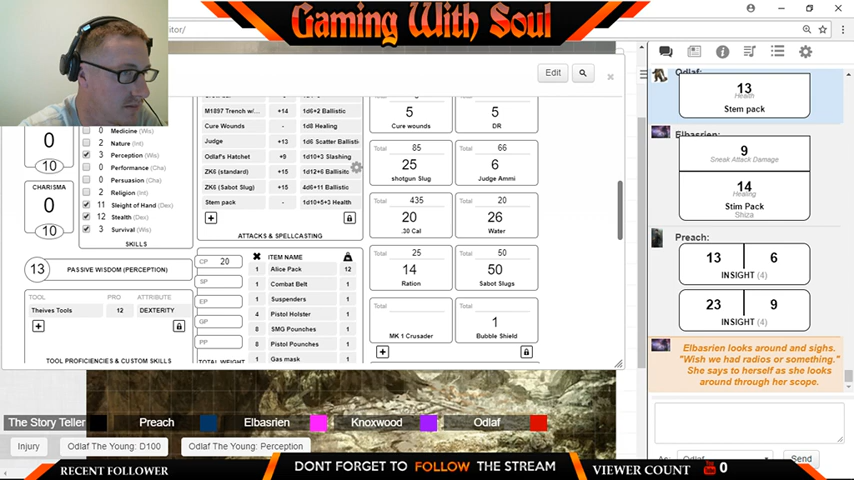 Gaming With Soul
itor/
Edit
0
10
CHARISMA
0
10
0 Medicine (Wis)
2 Nature (Int)
3 Perception (Wis)
0 Performance (Cha)
0 Persuasion (Cha)
2 Religion (Int)
11 Sleight of Hand (Dex)
12 Stealth (Dex)
3 Survival (Wis)
SKILLS
M1897 Trench w/... +14 1d6+2 Ballistic
Cure Wounds - 1d8 Healing
Judge +13 1d6 Scatter Ballisti
Odlaf's Hatchet +9 1d10+3 Slashing
ZK6 (standard) +15 1d12+6 Ballisitc
ZK6 (Sabot Slug) +15 4d6+11 Ballistic
Stem pack - 1d10+5+3 Health
ATTACKS & SPELLCASTING
5
Cure wounds
5
DR
Total 85
25
shotgun Slug
Total 66
6
Judge Ammi
Total 435
20
.30 Cal
Total 20
26
Water
Total 25
14
Ration
Total 50
50
Sabot Slugs
Total
MK 1 Crusader
Total
1
Bubble Shield
13 PASSIVE WISDOM (PERCEPTION)
TOOL PRO ATTRIBUTE
Theives Tools 12 DEXTERITY
TOOL PROFICIENCIES & CUSTOM SKILLS
CP 20
SP
EP
GP
PP
TOTAL WEIGHT
ITEM NAME
1 Alice Pack 12
1 Combat Belt 1
1 Suspenders 1
4 Pistol Holster 1
8 SMG Pounches 1
8 Pistol Pounches 1
1 Gas mask 1
Odlaf:
13
Health
Stem pack
Elbasrien:
9
Sneak Attack Damage
14
Healing
Stim Pack
Shiza
Preach:
13 6
INSIGHT (4)
23 9
INSIGHT (4)
Elbasrien looks around and sighs.
"Wish we had radios or something."
She says to herself as she looks
around through her scope.
As: Odlaf
Send
The Story Teller Preach Elbasrien Knoxwood Odlaf
Injury Odlaf The Young: D100 Odlaf The Young: Perception
RECENT FOLLOWER DONT FORGET TO FOLLOW THE STREAM VIEWER COUNT 0